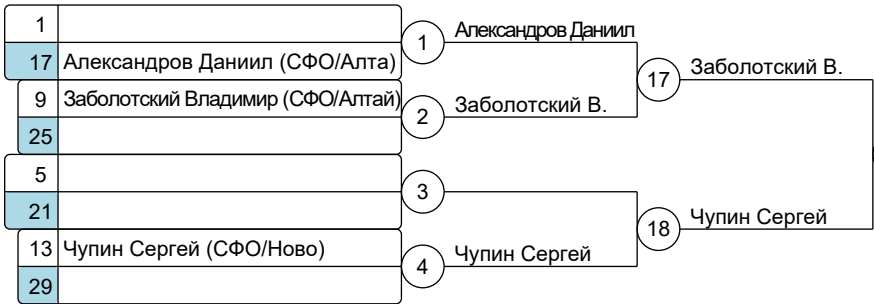 1
1 Александров Даниил
17 Александров Даниил (СФО/Алта)
17 Заболотский В.
9 Заболотский Владимир (СФО/Алтай)
2 Заболотский В.
25
5
3
21
18 Чупин Сергей
13 Чупин Сергей (СФО/Ново)
4 Чупин Сергей
29